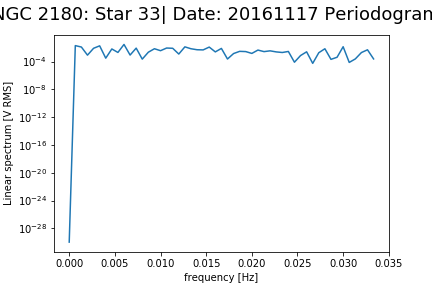 NGC 2180: Star 33| Date: 20161117 Periodogram
Linear spectrum [V RMS]
10^-4
10^-8
10^-12
10^-16
10^-20
10^-24
10^-28
0.000 0.005 0.010 0.015 0.020 0.025 0.030 0.035
frequency [Hz]